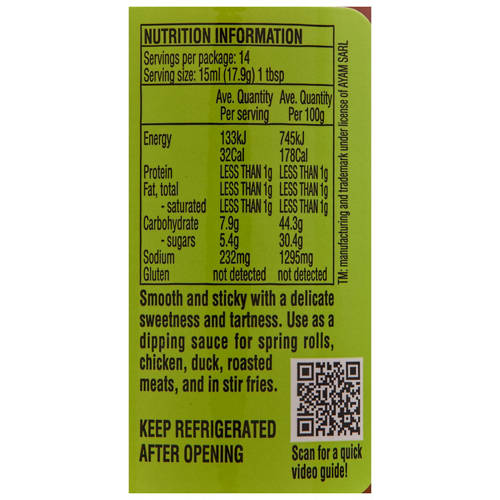 NUTRITION INFORMATION
Servings per package: 14
Serving size: 15ml (17.9g) 1 tbsp
Ave. Quantity Ave. Quantity
Per serving Per 100g
Energy 133kJ 745kJ
32Cal 178Cal
Protein LESS THAN 1g LESS THAN 1g
Fat, total LESS THAN 1g LESS THAN 1g
- saturated LESS THAN 1g LESS THAN 1g
Carbohydrate 7.9g 44.3g
- sugars 5.4g 30.4g
Sodium 232mg 1295mg
Gluten not detected not detected
TM: manufacturing and trademark under license of AYAM SARL
Smooth and sticky with a delicate
sweetness and tartness. Use as a
dipping sauce for spring rolls,
chicken, duck, roasted
meats, and in stir fries.
KEEP REFRIGERATED
AFTER OPENING
Scan for a quick
video guide!